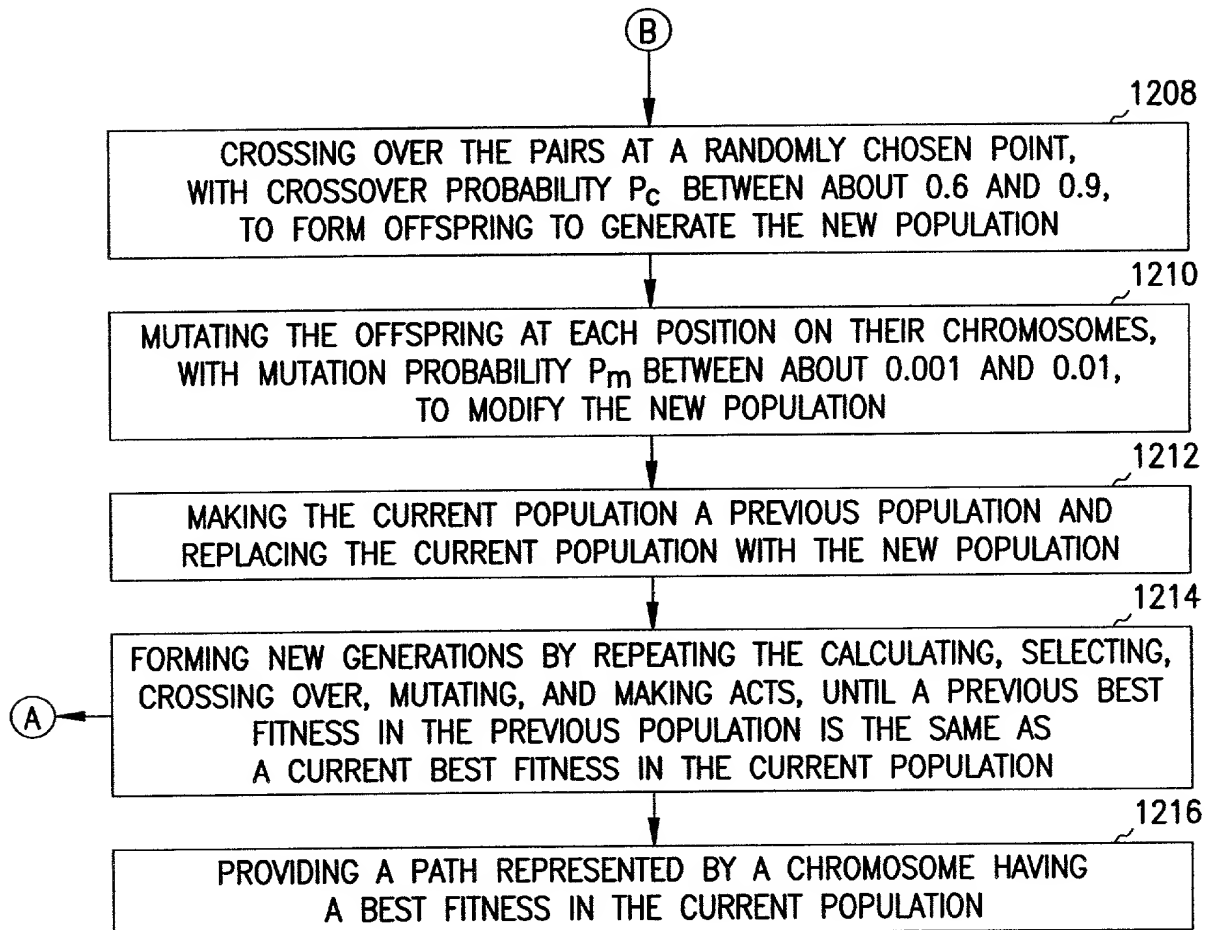 B
1208
CROSSING OVER THE PAIRS AT A RANDOMLY CHOSEN POINT,
WITH CROSSOVER PROBABILITY Pc BETWEEN ABOUT 0.6 AND 0.9,
TO FORM OFFSPRING TO GENERATE THE NEW POPULATION
1210
MUTATING THE OFFSPRING AT EACH POSITION ON THEIR CHROMOSOMES,
WITH MUTATION PROBABILITY Pm BETWEEN ABOUT 0.001 AND 0.01,
TO MODIFY THE NEW POPULATION
1212
MAKING THE CURRENT POPULATION A PREVIOUS POPULATION AND
REPLACING THE CURRENT POPULATION WITH THE NEW POPULATION
1214
FORMING NEW GENERATIONS BY REPEATING THE CALCULATING, SELECTING,
CROSSING OVER, MUTATING, AND MAKING ACTS, UNTIL A PREVIOUS BEST
FITNESS IN THE PREVIOUS POPULATION IS THE SAME AS
A CURRENT BEST FITNESS IN THE CURRENT POPULATION
A
1216
PROVIDING A PATH REPRESENTED BY A CHROMOSOME HAVING
A BEST FITNESS IN THE CURRENT POPULATION